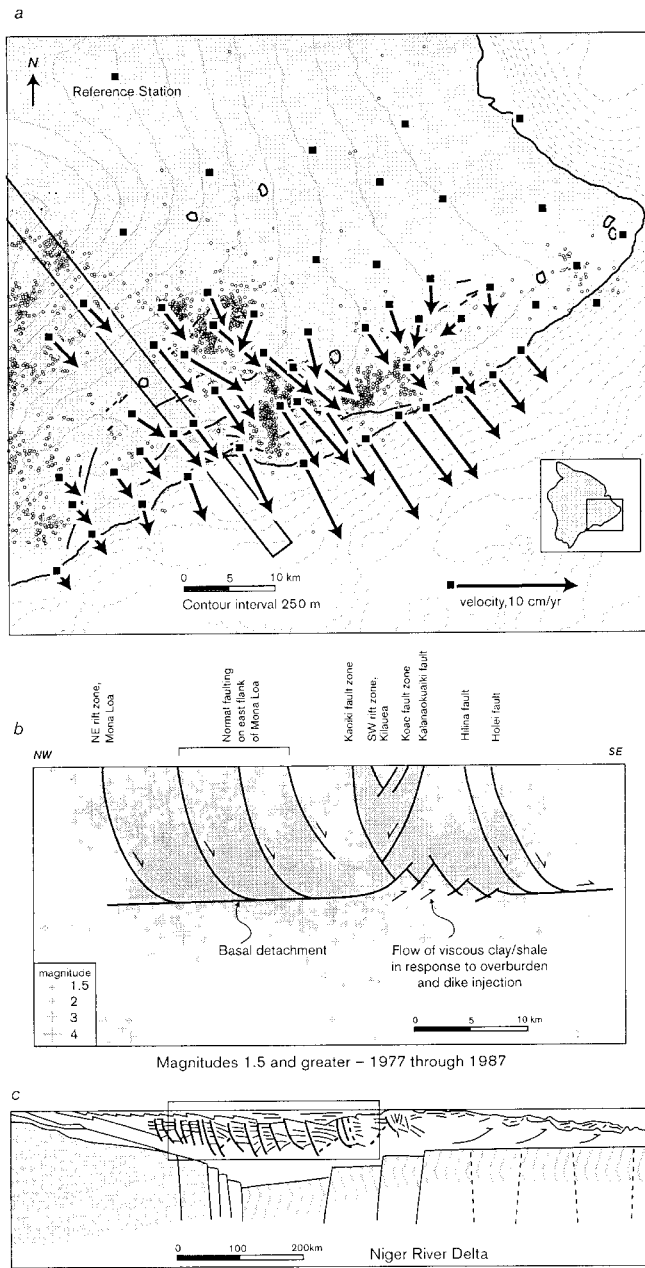 a
N
Reference Station
0 5 10 km
Contour interval 250 m
velocity,10 cm/yr
NE rift zone,
Mona Loa
Normal faulting
on east flank
of Mona Loa
Kaoiki fault zone
SW rift zone,
Kilauea
Koae fault zone
Kalanaokuaiki fault
Hilina fault
Holei fault
b
NW
SE
Basal detachment
Flow of viscous clay/shale
in response to overburden
and dike injection
magnitude
1.5
2
3
4
0 5 10 km
Magnitudes 1.5 and greater – 1977 through 1987
c
0 100 200km
Niger River Delta